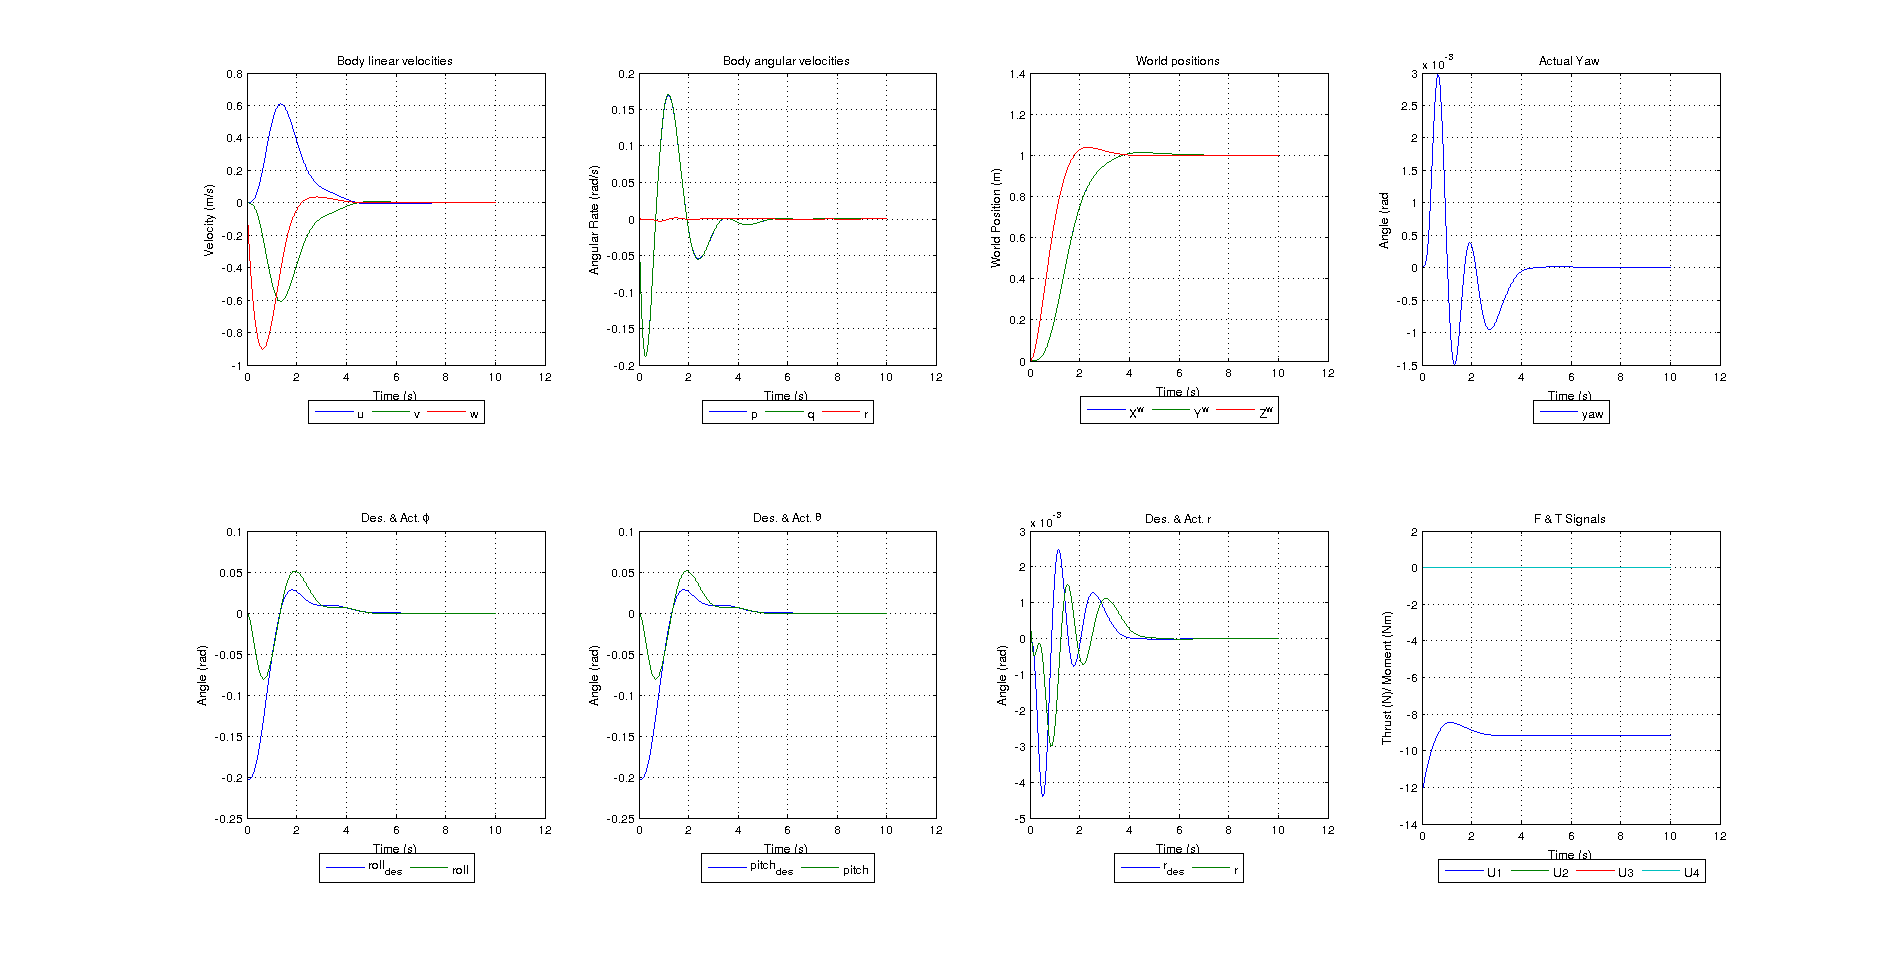 Body linear velocities
0.8
0.6
0.4
0.2
0
-0.2
-0.4
-0.6
-0.8
-1
Velocity (m/s)
0 2 4 6 8 10 12
Time (s)
u v w
Body angular velocities
0.2
0.15
0.1
0.05
0
-0.05
-0.1
-0.15
-0.2
Angular Rate (rad/s)
0 2 4 6 8 10 12
Time (s)
p q r
World positions
1.4
1.2
1
0.8
0.6
0.4
0.2
0
World Position (m)
0 2 4 6 8 10 12
Time (s)
X^w Y^w Z^w
Actual Yaw
x 10^-3
3
2.5
2
1.5
1
0.5
0
-0.5
-1
-1.5
Angle (rad
0 2 4 6 8 10 12
Time (s)
yaw
Des. & Act. ϕ
0.1
0.05
0
-0.05
-0.1
-0.15
-0.2
-0.25
Angle (rad)
0 2 4 6 8 10 12
Time (s)
roll_des roll
Des. & Act. θ
0.1
0.05
0
-0.05
-0.1
-0.15
-0.2
-0.25
Angle (rad)
0 2 4 6 8 10 12
Time (s)
pitch_des pitch
Des. & Act. r
x 10^-3
3
2
1
0
-1
-2
-3
-4
-5
Angle (rad)
0 2 4 6 8 10 12
Time (s)
r_des r
F & T Signals
2
0
-2
-4
-6
-8
-10
-12
-14
Thrust (N)/ Moment (Nm)
0 2 4 6 8 10 12
Time (s)
U1 U2 U3 U4